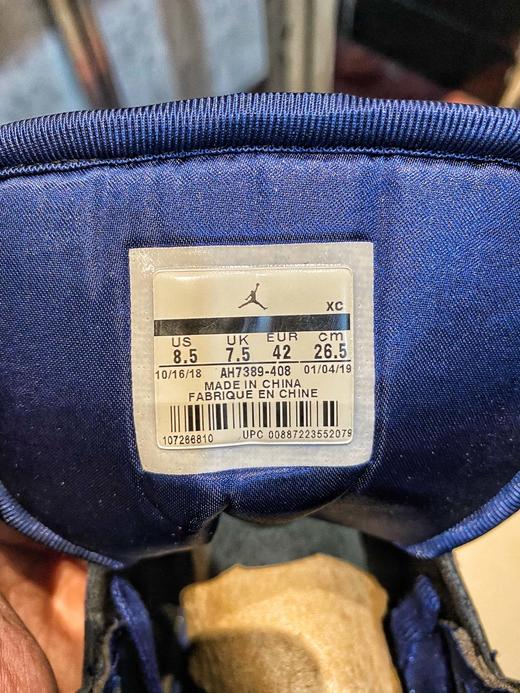 XC
US UK EUR cm
8.5 7.5 42 26.5
10/16/18 AH7389-408 01/04/19
MADE IN CHINA
FABRIQUE EN CHINE
107266810 UPC 00887223552079